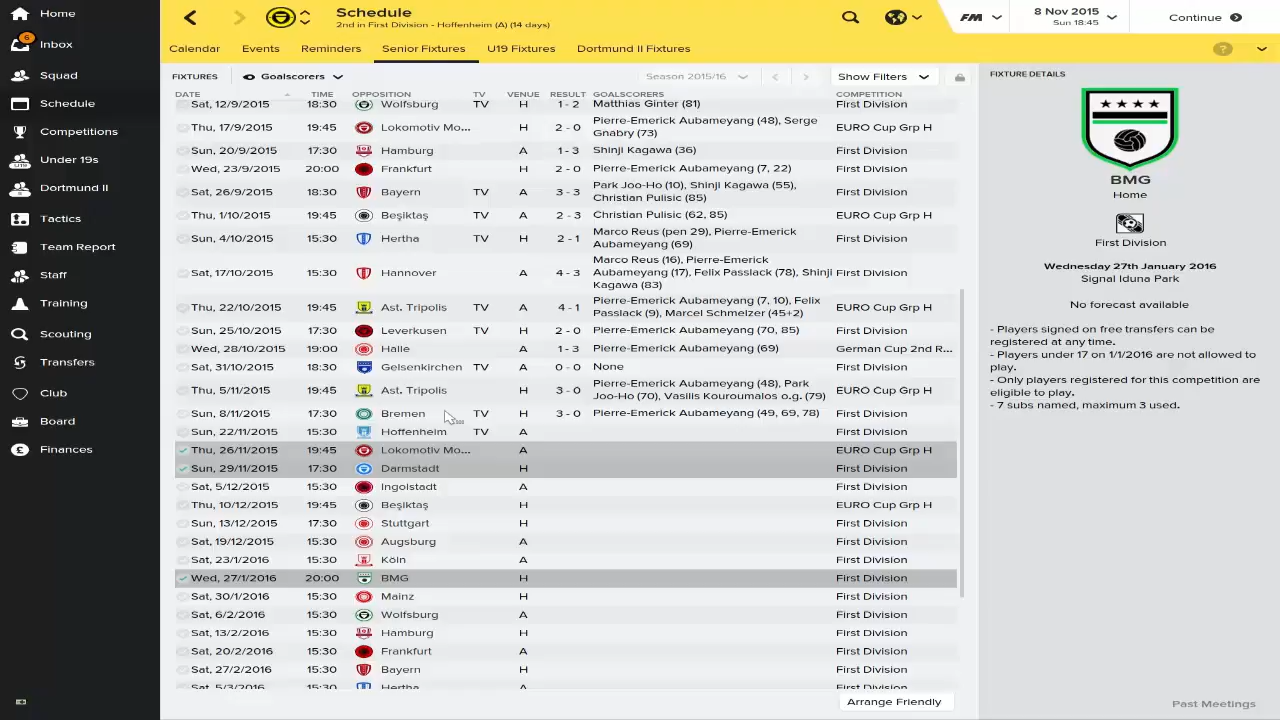 Home
6
Inbox
Squad
Schedule
Competitions
U19
Under 19s
Dortmund II
Tactics
Team Report
Staff
Training
Scouting
Transfers
Club
Board
Finances
Schedule
2nd in First Division - Hoffenheim (A) (14 days)
FM
8 Nov 2015
Sun 18:45
Continue
Calendar Events Reminders Senior Fixtures U19 Fixtures Dortmund II Fixtures
?
FIXTURES Goalscorers Season 2015/16 < > Show Filters
DATE TIME OPPOSITION TV VENUE RESULT GOALSCORERS COMPETITION
Sat, 12/9/2015 18:30 Wolfsburg TV H 1 - 2 Matthias Ginter (81) First Division
Thu, 17/9/2015 19:45 Lokomotiv Mo... H 2 - 0 Pierre-Emerick Aubameyang (48), Serge EURO Cup Grp H
Gnabry (73)
Sun, 20/9/2015 17:30 Hamburg A 1 - 3 Shinji Kagawa (36) First Division
Wed, 23/9/2015 20:00 Frankfurt H 2 - 0 Pierre-Emerick Aubameyang (7, 22) First Division
Sat, 26/9/2015 18:30 Bayern TV A 3 - 3 Park Joo-Ho (10), Shinji Kagawa (55), First Division
Christian Pulisic (85)
Thu, 1/10/2015 19:45 Beşiktaş TV A 2 - 3 Christian Pulisic (62, 85) EURO Cup Grp H
Sun, 4/10/2015 15:30 Hertha TV H 2 - 1 Marco Reus (pen 29), Pierre-Emerick First Division
Aubameyang (69)
Sat, 17/10/2015 15:30 Hannover A 4 - 3 Marco Reus (16), Pierre-Emerick First Division
Aubameyang (17), Felix Passlack (78), Shinji
Kagawa (83)
Thu, 22/10/2015 19:45 Ast. Tripolis TV A 4 - 1 Pierre-Emerick Aubameyang (7, 10), Felix EURO Cup Grp H
Passlack (9), Marcel Schmelzer (45+2)
Sun, 25/10/2015 17:30 Leverkusen TV H 2 - 0 Pierre-Emerick Aubameyang (70, 85) First Division
Wed, 28/10/2015 19:00 Halle A 1 - 3 Pierre-Emerick Aubameyang (69) German Cup 2nd R...
Sat, 31/10/2015 18:30 Gelsenkirchen TV A 0 - 0 None First Division
Thu, 5/11/2015 19:45 Ast. Tripolis H 3 - 0 Pierre-Emerick Aubameyang (48), Park EURO Cup Grp H
Joo-Ho (70), Vasilis Kouroumalos o.g. (79)
Sun, 8/11/2015 17:30 Bremen TV H 3 - 0 Pierre-Emerick Aubameyang (49, 69, 78) First Division
Sun, 22/11/2015 15:30 Hoffenheim TV A First Division
Thu, 26/11/2015 19:45 Lokomotiv Mo... A EURO Cup Grp H
Sun, 29/11/2015 17:30 Darmstadt H First Division
Sat, 5/12/2015 15:30 Ingolstadt A First Division
Thu, 10/12/2015 19:45 Beşiktaş H EURO Cup Grp H
Sun, 13/12/2015 17:30 Stuttgart H First Division
Sat, 19/12/2015 15:30 Augsburg A First Division
Sat, 23/1/2016 15:30 Köln A First Division
Wed, 27/1/2016 20:00 BMG H First Division
Sat, 30/1/2016 15:30 Mainz H First Division
Sat, 6/2/2016 15:30 Wolfsburg A First Division
Sat, 13/2/2016 15:30 Hamburg H First Division
Sat, 20/2/2016 15:30 Frankfurt A First Division
Sat, 27/2/2016 15:30 Bayern H First Division
Sat, 5/3/2016 15:30 Hertha A First Division
Arrange Friendly
FIXTURE DETAILS
BMG
Home
First Division
Wednesday 27th January 2016
Signal Iduna Park
No forecast available
- Players signed on free transfers can be
registered at any time.
- Players under 17 on 1/1/2016 are not allowed to
play.
- Only players registered for this competition are
eligible to play.
- 7 subs named, maximum 3 used.
Past Meetings